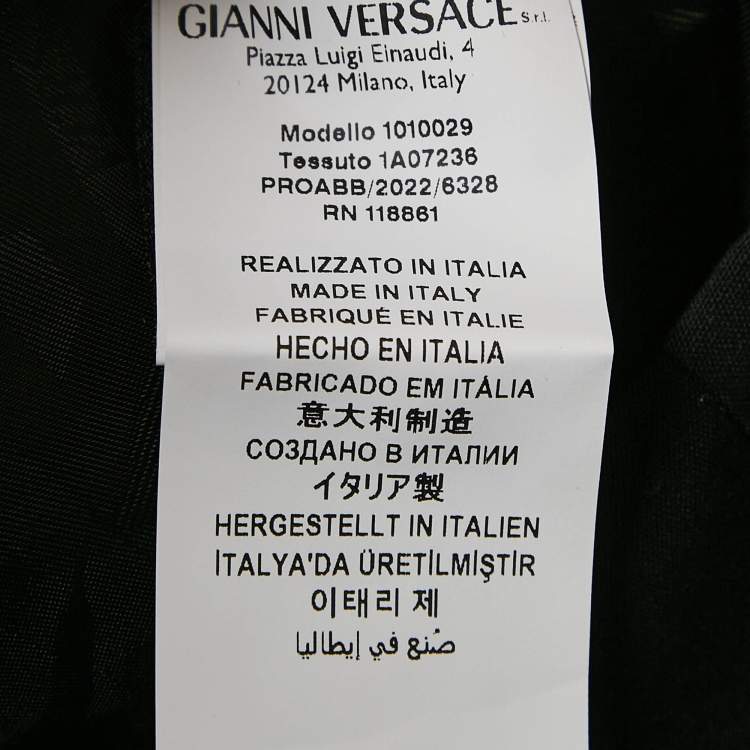 GIANNI VERSACE S.r.l.
Piazza Luigi Einaudi, 4
20124 Milano, Italy
Modello 1010029
Tessuto 1A07236
PROABB/2022/6328
RN 118861
REALIZZATO IN ITALIA
MADE IN ITALY
FABRIQUÉ EN ITALIE
HECHO EN ITALIA
FABRICADO EM ITÁLIA
意大利制造
СОЗДАНО В ИТАЛИИ
イタリア製
HERGESTELLT IN ITALIEN
İTALYA'DA ÜRETİLMİŞTİR
이태리 제
صُنع في إيطاليا